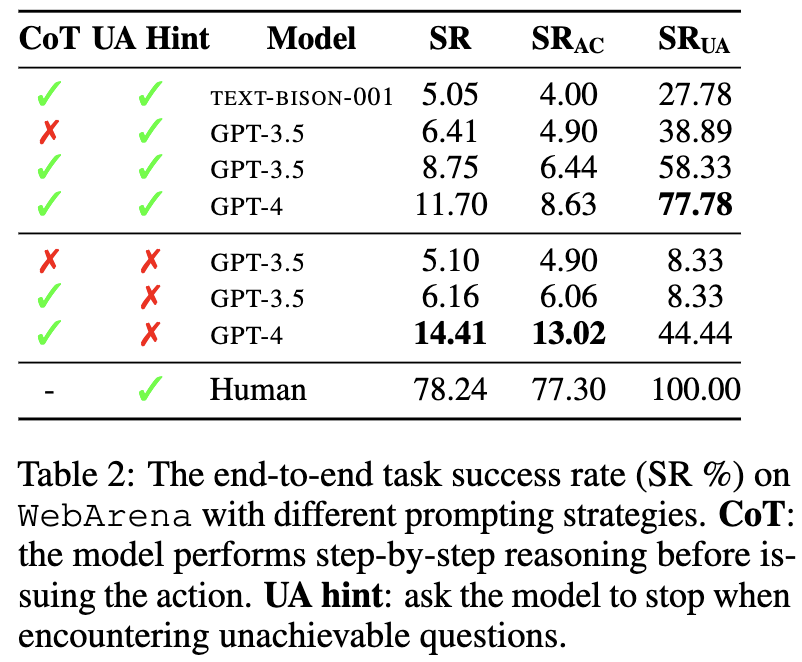 CoT UA Hint Model SR SR_AC SR_UA
✓ ✓ TEXT-BISON-001 5.05 4.00 27.78
✗ ✓ GPT-3.5 6.41 4.90 38.89
✓ ✓ GPT-3.5 8.75 6.44 58.33
✓ ✓ GPT-4 11.70 8.63 77.78
✗ ✗ GPT-3.5 5.10 4.90 8.33
✓ ✗ GPT-3.5 6.16 6.06 8.33
✓ ✗ GPT-4 14.41 13.02 44.44
- ✓ Human 78.24 77.30 100.00
Table 2: The end-to-end task success rate (SR %) on
WebArena with different prompting strategies. CoT:
the model performs step-by-step reasoning before is-
suing the action. UA hint: ask the model to stop when
encountering unachievable questions.